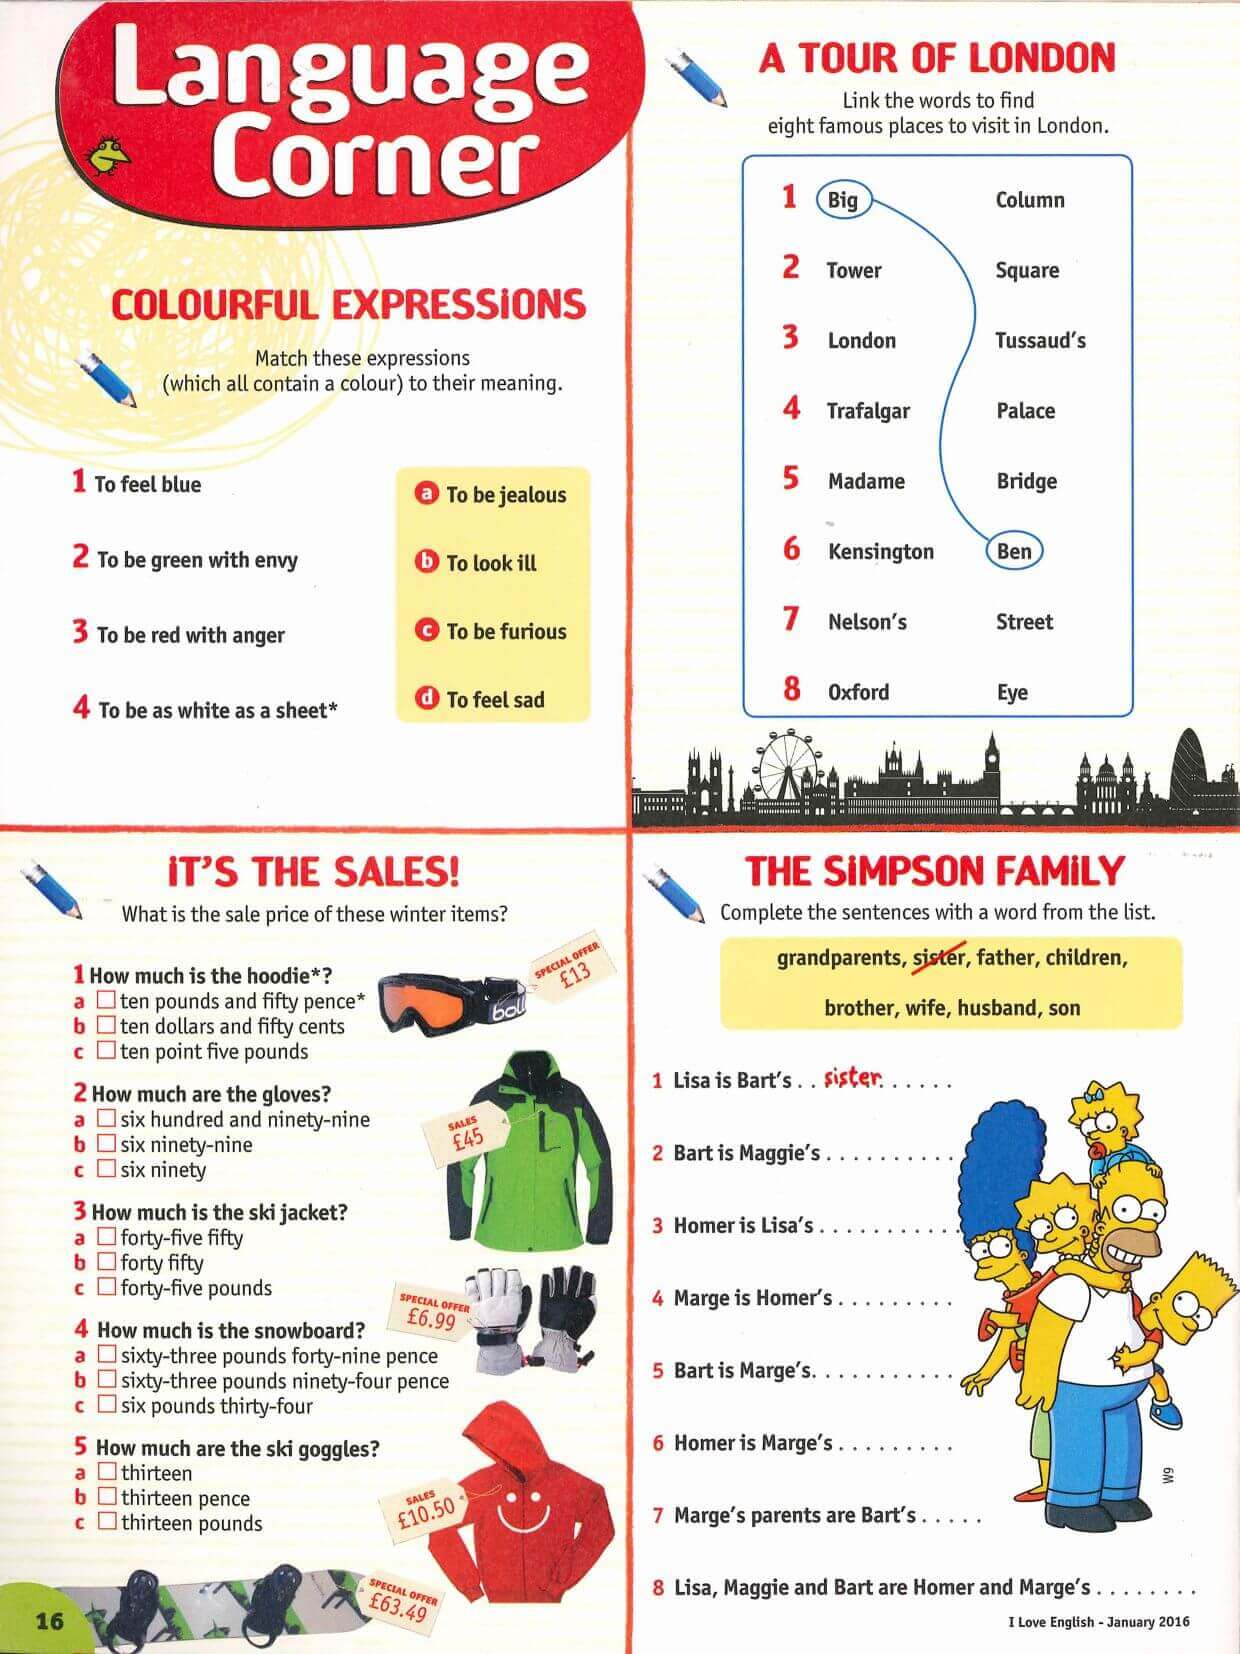 Language
Corner
COLOURFUL EXPRESSIONS
Match these expressions
(which all contain a colour) to their meaning.
1 To feel blue
2 To be green with envy
3 To be red with anger
4 To be as white as a sheet*
a To be jealous
b To look ill
c To be furious
d To feel sad
A TOUR OF LONDON
Link the words to find
eight famous places to visit in London.
1 Big Column
2 Tower Square
3 London Tussaud's
4 Trafalgar Palace
5 Madame Bridge
6 Kensington Ben
7 Nelson's Street
8 Oxford Eye
IT'S THE SALES!
What is the sale price of these winter items?
1 How much is the hoodie*?
a ten pounds and fifty pence*
b ten dollars and fifty cents
c ten point five pounds
2 How much are the gloves?
a six hundred and ninety-nine
b six ninety-nine
c six ninety
3 How much is the ski jacket?
a forty-five fifty
b forty fifty
c forty-five pounds
4 How much is the snowboard?
a sixty-three pounds forty-nine pence
b sixty-three pounds ninety-four pence
c six pounds thirty-four
5 How much are the ski goggles?
a thirteen
b thirteen pence
c thirteen pounds
SPECIAL OFFER
£13
boll
SALES
£45
SPECIAL OFFER
£6.99
SALES
£10.50
SPECIAL OFFER
£63.49
16
THE SIMPSON FAMILY
Complete the sentences with a word from the list.
grandparents, sister, father, children,
brother, wife, husband, son
1 Lisa is Bart's . . sister. . . . . .
2 Bart is Maggie's . . . . . . . . . .
3 Homer is Lisa's . . . . . . . . . . .
4 Marge is Homer's . . . . . . . . .
5 Bart is Marge's. . . . . . . . . . .
6 Homer is Marge's . . . . . . . . .
7 Marge's parents are Bart's . . . . .
8 Lisa, Maggie and Bart are Homer and Marge's . . . . . . . .
W9
I Love English - January 2016